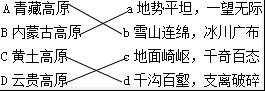 A 青藏高原 a 地势平坦，一望无际
B 内蒙古高原 b 雪山连绵，冰川广布
C 黄土高原 c 地面崎岖，千奇百态
D 云贵高原 d 千沟百壑，支离破碎